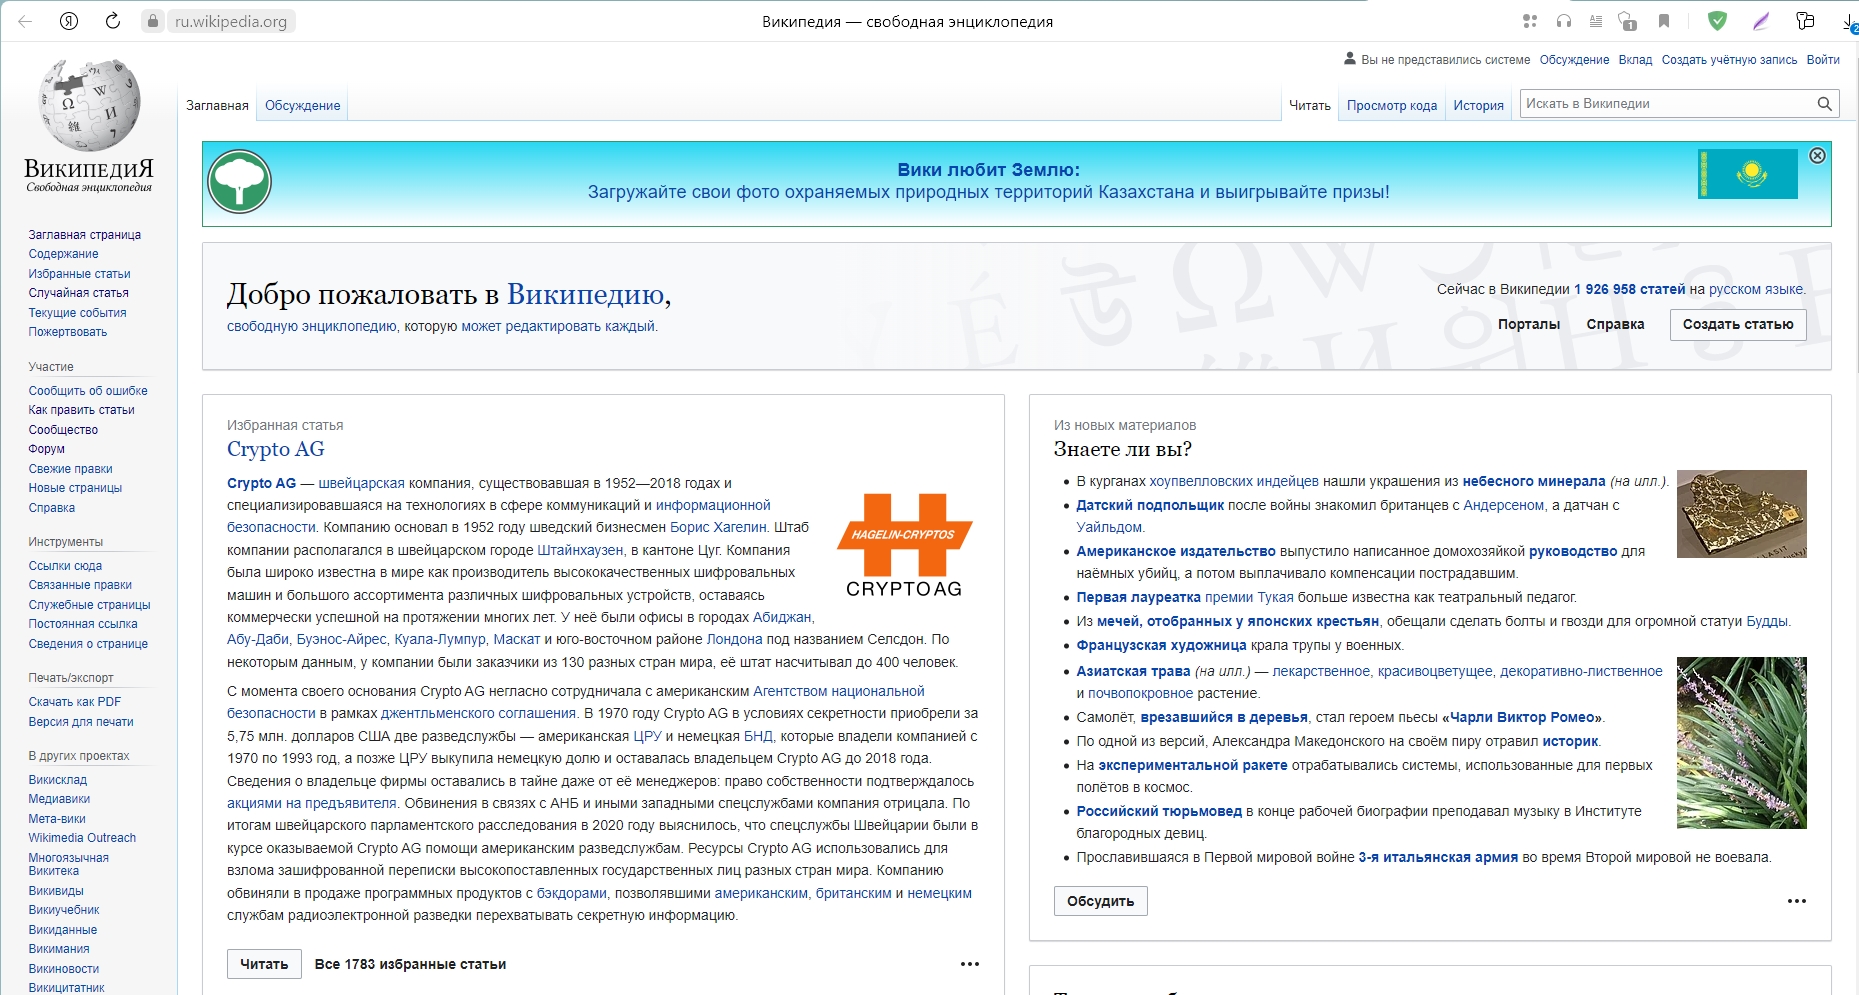 ru.wikipedia.org
Википедия — свободная энциклопедия
1
2
Вы не представились системе Обсуждение Вклад Создать учётную запись Войти
ВИКИПЕДИЯ
Свободная энциклопедия
Заглавная Обсуждение
Читать Просмотр кода История Искать в Википедии
Заглавная страница
Содержание
Избранные статьи
Случайная статья
Текущие события
Пожертвовать
Участие
Сообщить об ошибке
Как править статьи
Сообщество
Форум
Свежие правки
Новые страницы
Справка
Инструменты
Ссылки сюда
Связанные правки
Служебные страницы
Постоянная ссылка
Сведения о странице
Печать/экспорт
Скачать как PDF
Версия для печати
В других проектах
Викисклад
Медиавики
Мета-вики
Wikimedia Outreach
Многоязычная
Викитека
Викивиды
Викиучебник
Викиданные
Викимания
Викиновости
Викицитатник
Вики любит Землю:
Загружайте свои фото охраняемых природных территорий Казахстана и выигрывайте призы!
Добро пожаловать в Википедию,
свободную энциклопедию, которую может редактировать каждый.
Сейчас в Википедии 1 926 958 статей на русском языке.
Порталы Справка Создать статью
Избранная статья
Crypto AG
Crypto AG — швейцарская компания, существовавшая в 1952—2018 годах и
специализировавшаяся на технологиях в сфере коммуникаций и информационной
безопасности. Компанию основал в 1952 году шведский бизнесмен Борис Хагелин. Штаб
компании располагался в швейцарском городе Штайнхаузен, в кантоне Цуг. Компания
была широко известна в мире как производитель высококачественных шифровальных
машин и большого ассортимента различных шифровальных устройств, оставаясь
коммерчески успешной на протяжении многих лет. У неё были офисы в городах Абиджан,
Абу-Даби, Буэнос-Айрес, Куала-Лумпур, Маскат и юго-восточном районе Лондона под названием Селсдон. По
некоторым данным, у компании были заказчики из 130 разных стран мира, её штат насчитывал до 400 человек.
HAGELIN-CRYPTOS
CRYPTO AG
С момента своего основания Crypto AG негласно сотрудничала с американским Агентством национальной
безопасности в рамках джентльменского соглашения. В 1970 году Crypto AG в условиях секретности приобрели за
5,75 млн. долларов США две разведслужбы — американская ЦРУ и немецкая БНД, которые владели компанией с
1970 по 1993 год, а позже ЦРУ выкупила немецкую долю и оставалась владельцем Crypto AG до 2018 года.
Сведения о владельце фирмы оставались в тайне даже от её менеджеров: право собственности подтверждалось
акциями на предъявителя. Обвинения в связях с АНБ и иными западными спецслужбами компания отрицала. По
итогам швейцарского парламентского расследования в 2020 году выяснилось, что спецслужбы Швейцарии были в
курсе оказываемой Crypto AG помощи американским разведслужбам. Ресурсы Crypto AG использовались для
взлома зашифрованной переписки высокопоставленных государственных лиц разных стран мира. Компанию
обвиняли в продаже программных продуктов с бэкдорами, позволявшими американским, британским и немецким
службам радиоэлектронной разведки перехватывать секретную информацию.
Читать Все 1783 избранные статьи
Из новых материалов
Знаете ли вы?
В курганах хоупвелловских индейцев нашли украшения из небесного минерала (на илл.).
Датский подпольщик после войны знакомил британцев с Андерсеном, а датчан с
Уайльдом.
Американское издательство выпустило написанное домохозяйкой руководство для
наёмных убийц, а потом выплачивало компенсации пострадавшим.
Первая лауреатка премии Тукая больше известна как театральный педагог.
Из мечей, отобранных у японских крестьян, обещали сделать болты и гвозди для огромной статуи Будды.
Французская художница крала трупы у военных.
Азиатская трава (на илл.) — лекарственное, красивоцветущее, декоративно-лиственное
и почвопокровное растение.
Самолёт, врезавшийся в деревья, стал героем пьесы «Чарли Виктор Ромео».
По одной из версий, Александра Македонского на своём пиру отравил историк.
На экспериментальной ракете отрабатывались системы, использованные для первых
полётов в космос.
Российский тюрьмовед в конце рабочей биографии преподавал музыку в Институте
благородных девиц.
Прославившаяся в Первой мировой войне 3-я итальянская армия во время Второй мировой не воевала.
Обсудить